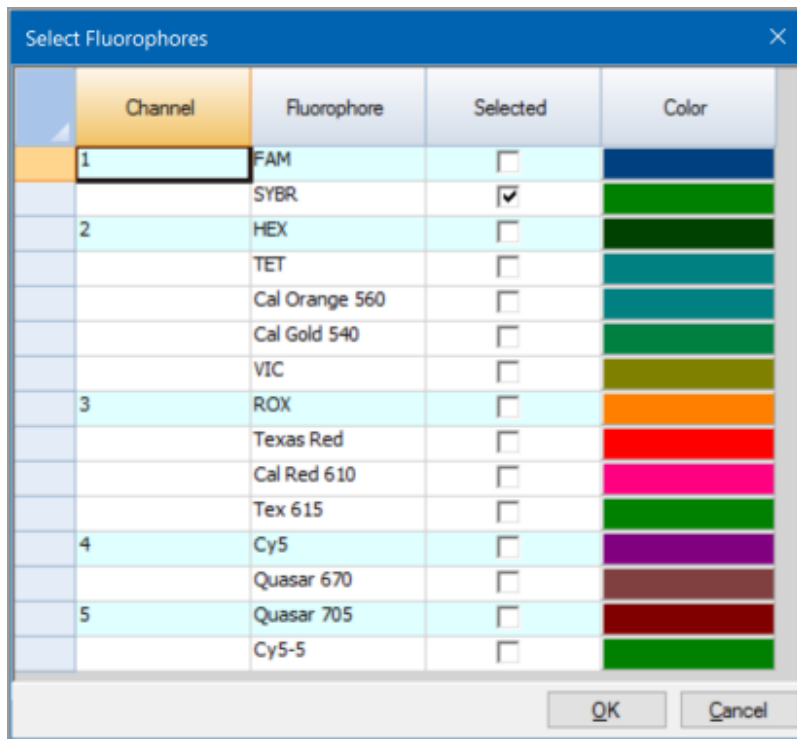 Select Fluorophores
Channel Fluorophore Selected Color
1 FAM
SYBR
2 HEX
TET
Cal Orange 560
Cal Gold 540
VIC
3 ROX
Texas Red
Cal Red 610
Tex 615
4 Cy5
Quasar 670
5 Quasar 705
Cy5-5
OK Cancel